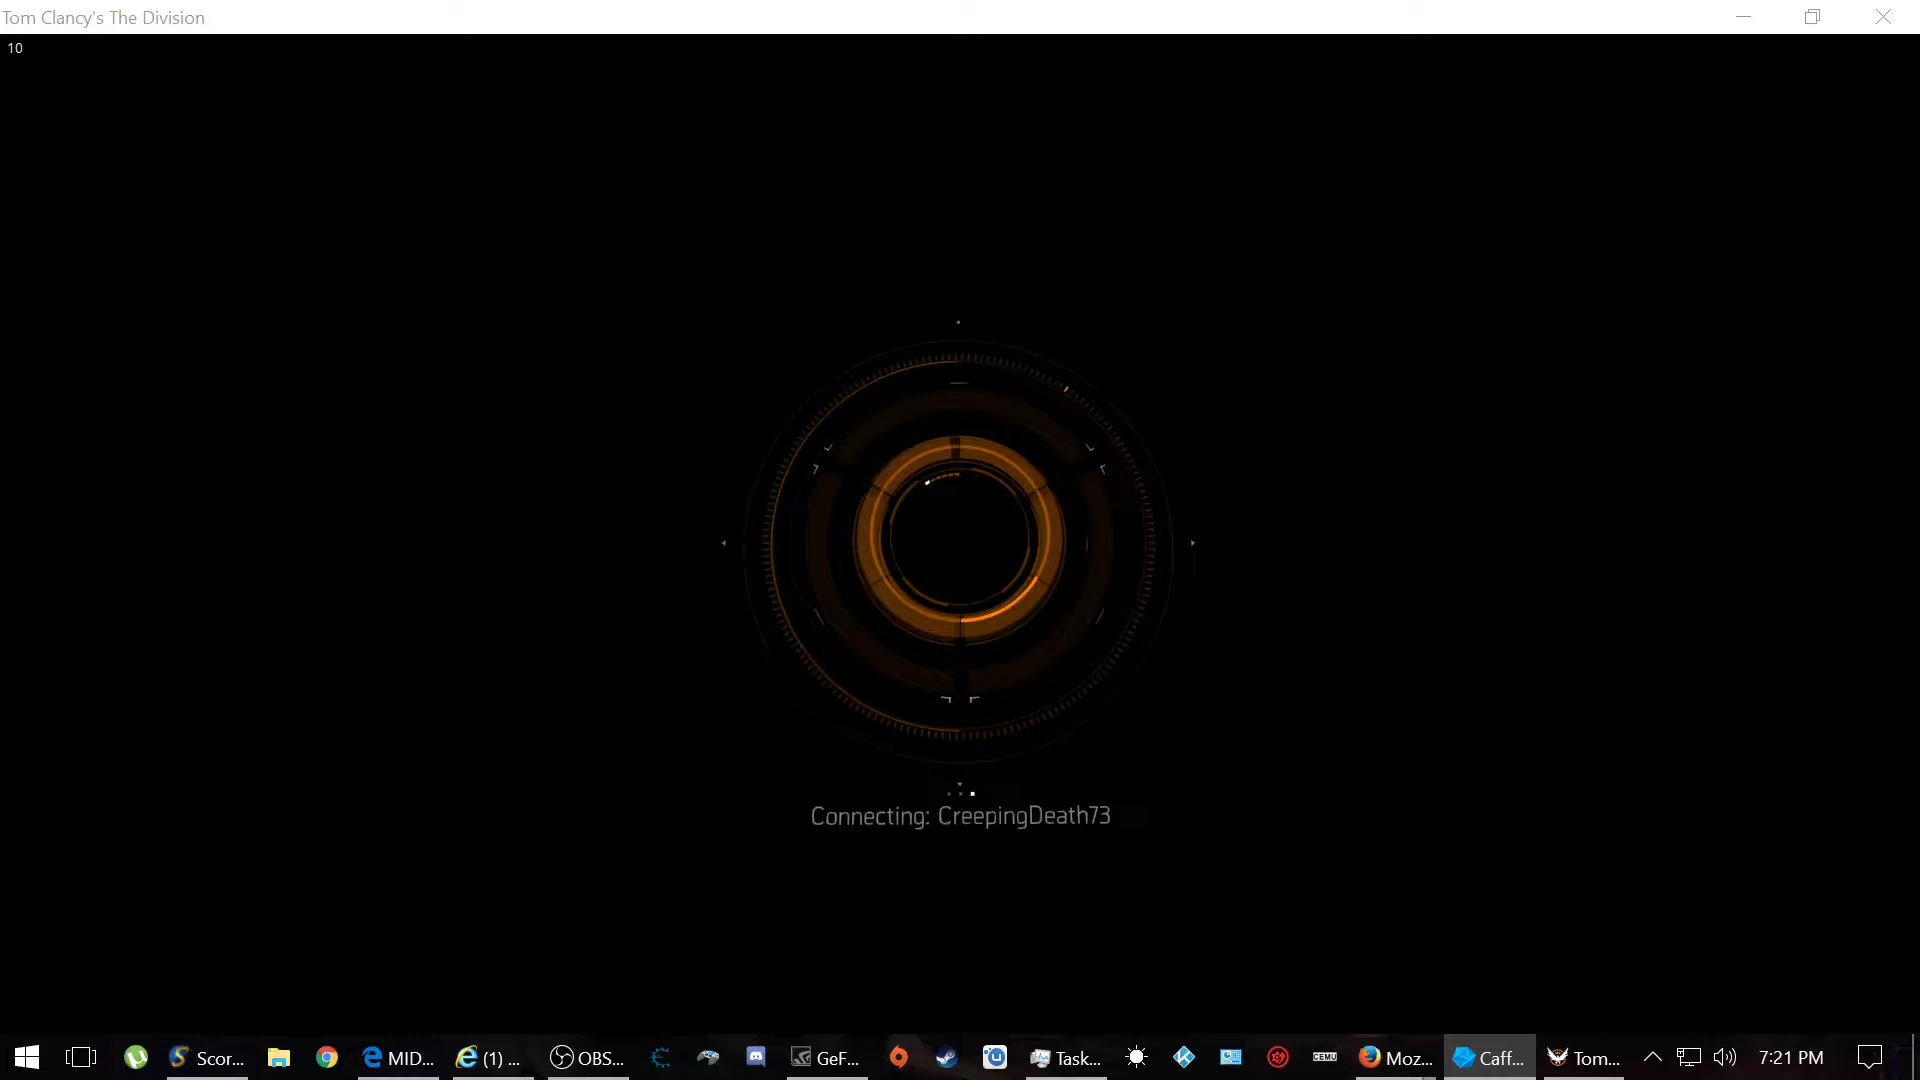 Tom Clancy's The Division
10
Connecting: CreepingDeath73
Scor... MID... (1) ... OBS... GeF... Task... CEMU Moz... Caff... Tom... 7:21 PM